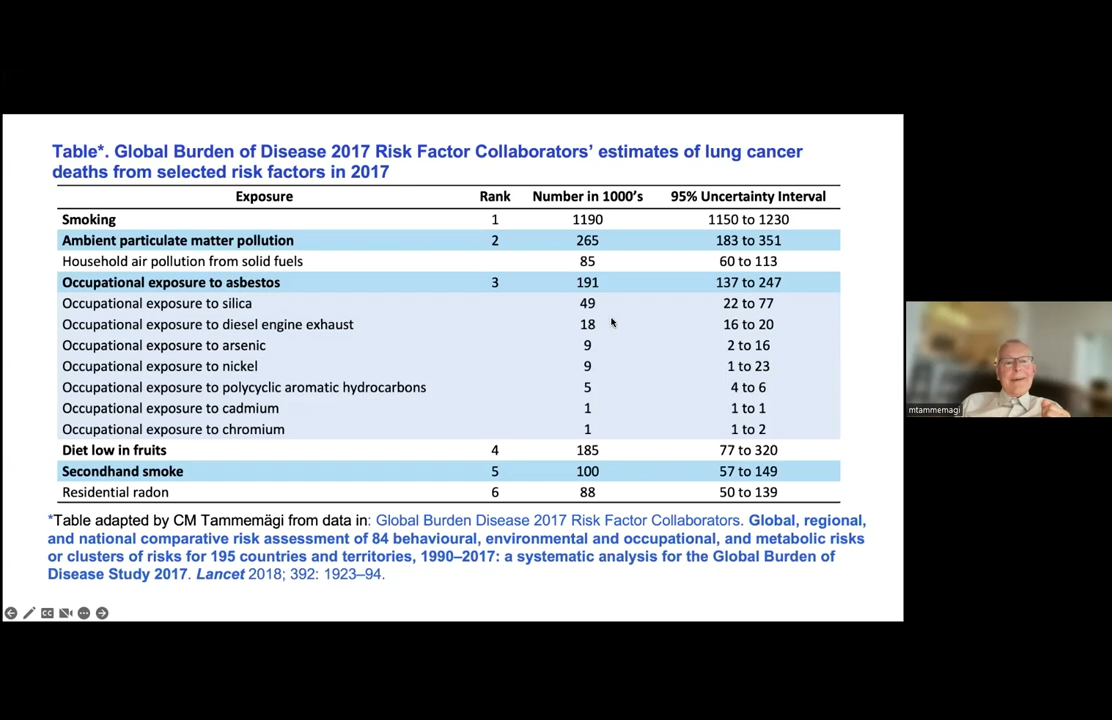 Table*. Global Burden of Disease 2017 Risk Factor Collaborators' estimates of lung cancer
deaths from selected risk factors in 2017
Exposure Rank Number in 1000's 95% Uncertainty Interval
Smoking 1 1190 1150 to 1230
Ambient particulate matter pollution 2 265 183 to 351
Household air pollution from solid fuels 85 60 to 113
Occupational exposure to asbestos 3 191 137 to 247
Occupational exposure to silica 49 22 to 77
Occupational exposure to diesel engine exhaust 18 16 to 20
Occupational exposure to arsenic 9 2 to 16
Occupational exposure to nickel 9 1 to 23
Occupational exposure to polycyclic aromatic hydrocarbons 5 4 to 6
Occupational exposure to cadmium 1 1 to 1
Occupational exposure to chromium 1 1 to 2
Diet low in fruits 4 185 77 to 320
Secondhand smoke 5 100 57 to 149
Residential radon 6 88 50 to 139
*Table adapted by CM Tammemägi from data in: Global Burden Disease 2017 Risk Factor Collaborators. Global, regional,
and national comparative risk assessment of 84 behavioural, environmental and occupational, and metabolic risks
or clusters of risks for 195 countries and territories, 1990–2017: a systematic analysis for the Global Burden of
Disease Study 2017. Lancet 2018; 392: 1923–94.
CC
mtammemagi